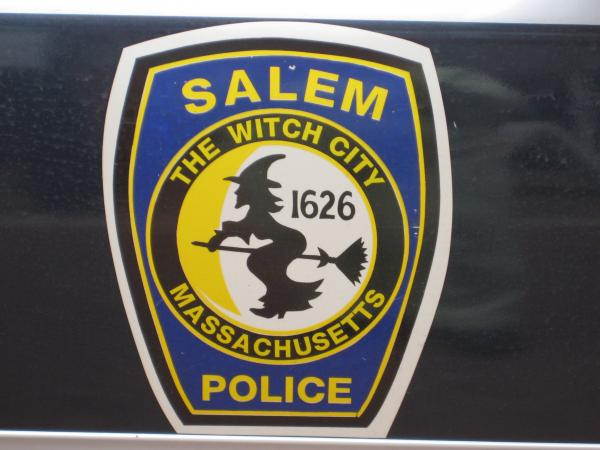 SALEM
THE WITCH CITY
1626
MASSACHUSETTS
POLICE